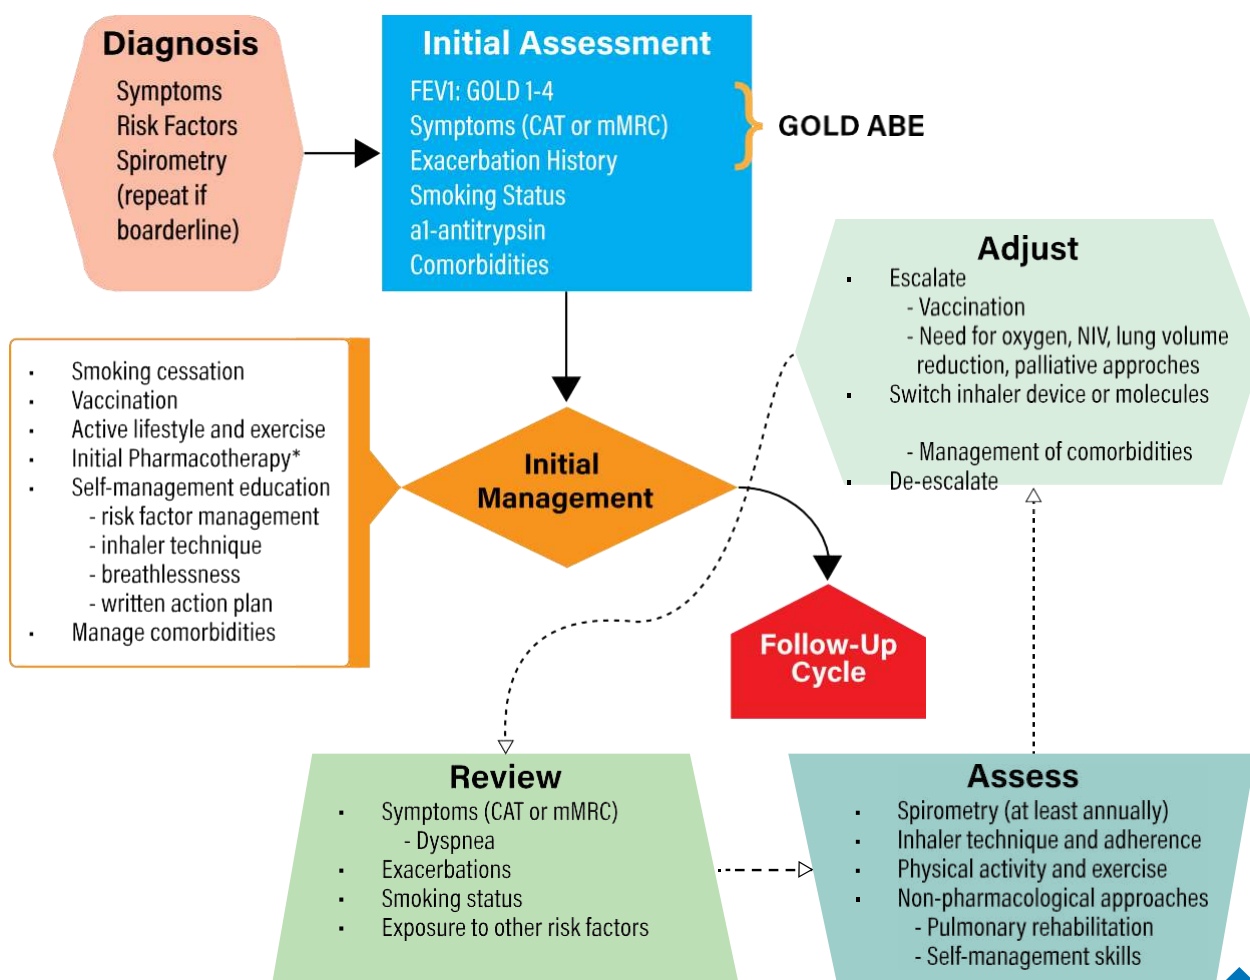 Diagnosis
Symptoms
Risk Factors
Spirometry
(repeat if
boarderline)
Initial Assessment
FEV1: GOLD 1-4
Symptoms (CAT or mMRC)
Exacerbation History
Smoking Status
a1-antitrypsin
Comorbidities
GOLD ABE
Initial
Management
▪ Smoking cessation
▪ Vaccination
▪ Active lifestyle and exercise
▪ Initial Pharmacotherapy*
▪ Self-management education
- risk factor management
- inhaler technique
- breathlessness
- written action plan
▪ Manage comorbidities
Follow-Up
Cycle
Review
▪ Symptoms (CAT or mMRC)
- Dyspnea
▪ Exacerbations
▪ Smoking status
▪ Exposure to other risk factors
Assess
▪ Spirometry (at least annually)
▪ Inhaler technique and adherence
▪ Physical activity and exercise
▪ Non-pharmacological approaches
- Pulmonary rehabilitation
- Self-management skills
Adjust
▪ Escalate
- Vaccination
- Need for oxygen, NIV, lung volume
reduction, palliative approches
▪ Switch inhaler device or molecules
- Management of comorbidities
▪ De-escalate